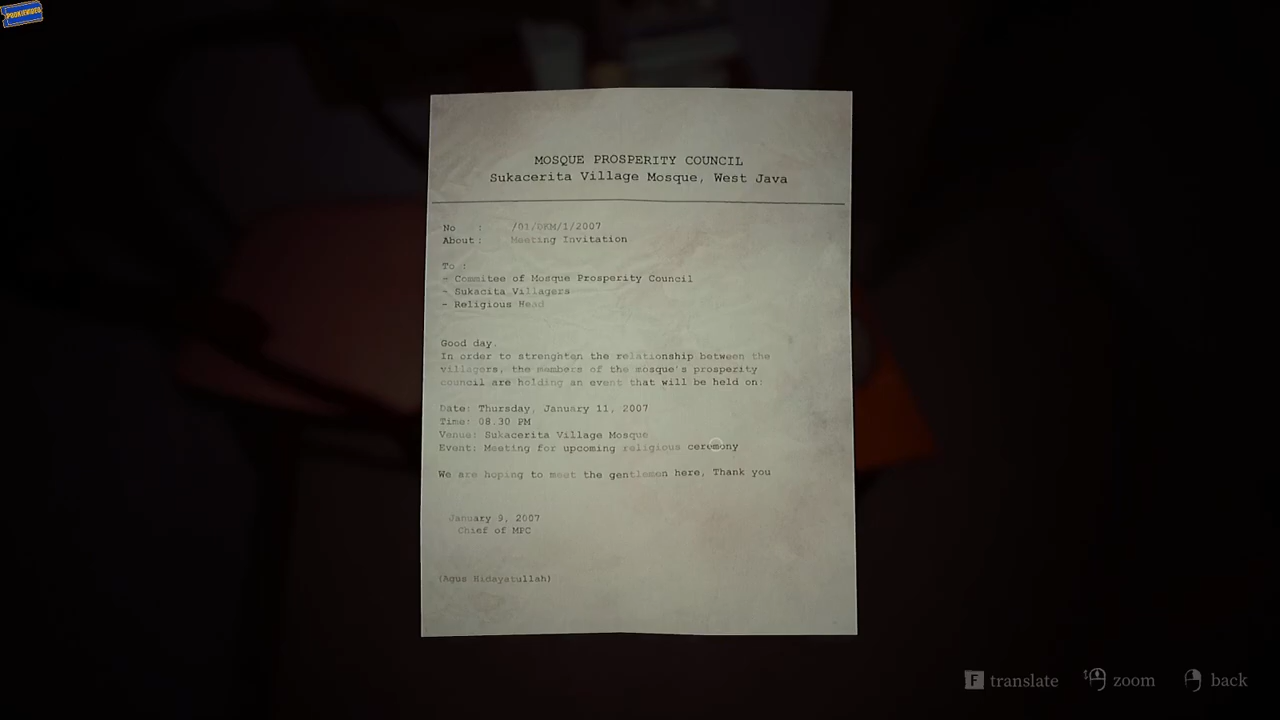 POOKIEVIDEO
MOSQUE PROSPERITY COUNCIL
Sukacerita Village Mosque, West Java
No : /01/DKM/1/2007
About : Meeting Invitation
To :
- Commitee of Mosque Prosperity Council
- Sukacita Villagers
- Religious Head
Good day.
In order to strenghten the relationship between the
villagers, the members of the mosque's prosperity
council are holding an event that will be held on:
Date: Thursday, January 11, 2007
Time: 08.30 PM
Venue: Sukacerita Village Mosque
Event: Meeting for upcoming religious ceremony
We are hoping to meet the gentlemen here, Thank you
January 9, 2007
Chief of MPC
(Agus Hidayatullah)
F translate zoom back